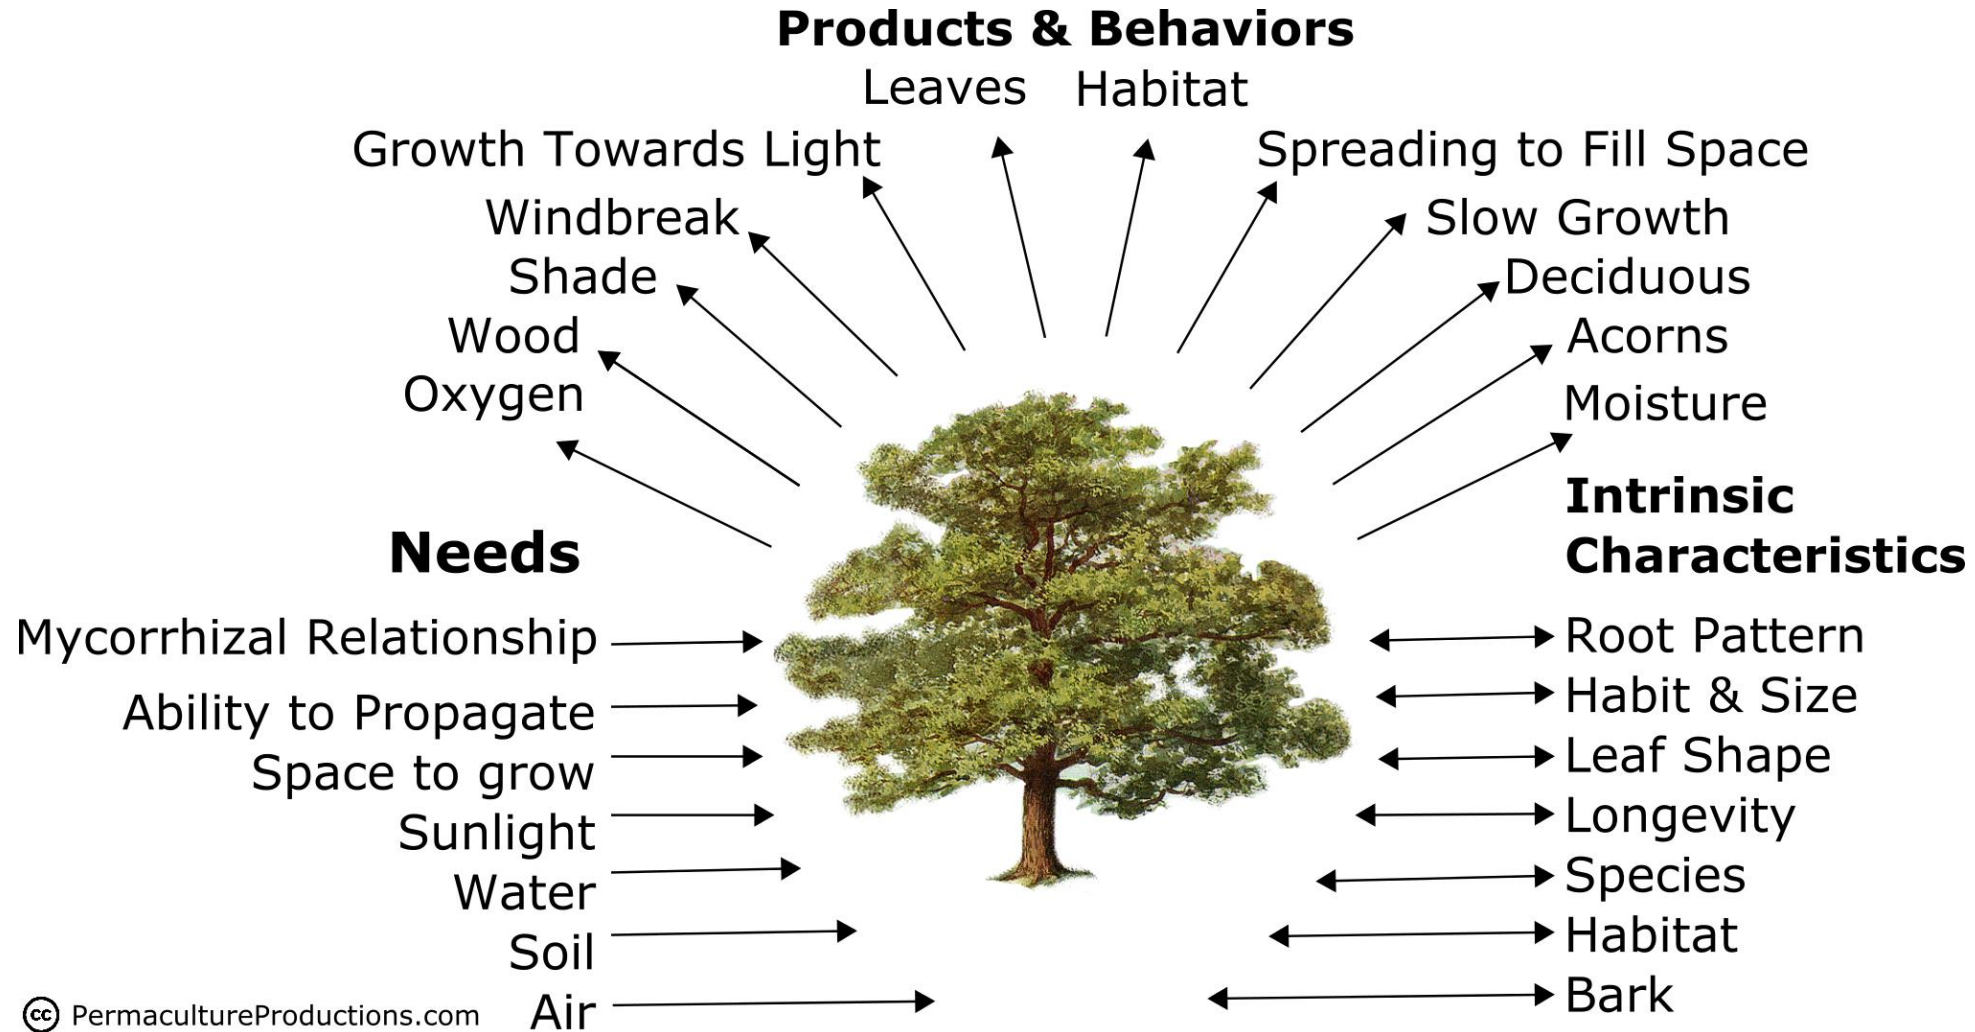 Products & Behaviors
Leaves
Habitat
Growth Towards Light
Spreading to Fill Space
Windbreak
Slow Growth
Shade
Deciduous
Wood
Acorns
Oxygen
Moisture
Needs
Mycorrhizal Relationship
Ability to Propagate
Space to grow
Sunlight
Water
Soil
Air
Intrinsic
Characteristics
Root Pattern
Habit & Size
Leaf Shape
Longevity
Species
Habitat
Bark
cc PermacultureProductions.com